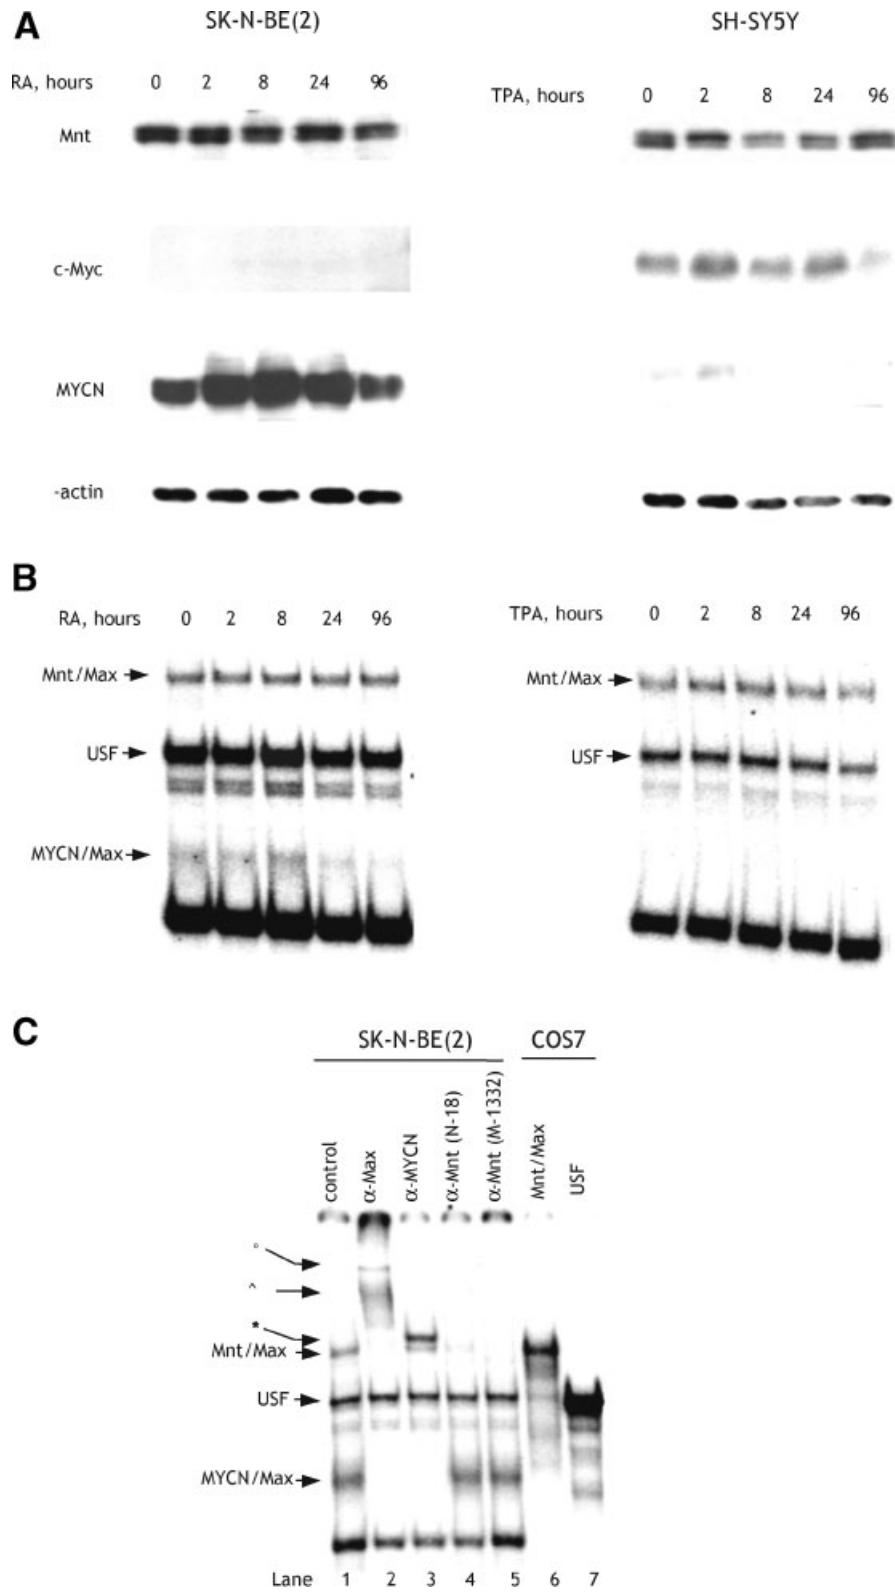 A
SK-N-BE(2)
SH-SY5Y
RA, hours 0 2 8 24 96
TPA, hours 0 2 8 24 96
Mnt
c-Myc
MYCN
-actin
B
RA, hours 0 2 8 24 96
TPA, hours 0 2 8 24 96
Mnt/Max
Mnt/Max
USF
USF
MYCN/Max
C
SK-N-BE(2) COS7
control
α-Max
α-MYCN
α-Mnt (N-18)
α-Mnt (M-1332)
Mnt/Max
USF
°
^
*
Mnt/Max
USF
MYCN/Max
Lane 1 2 3 4 5 6 7